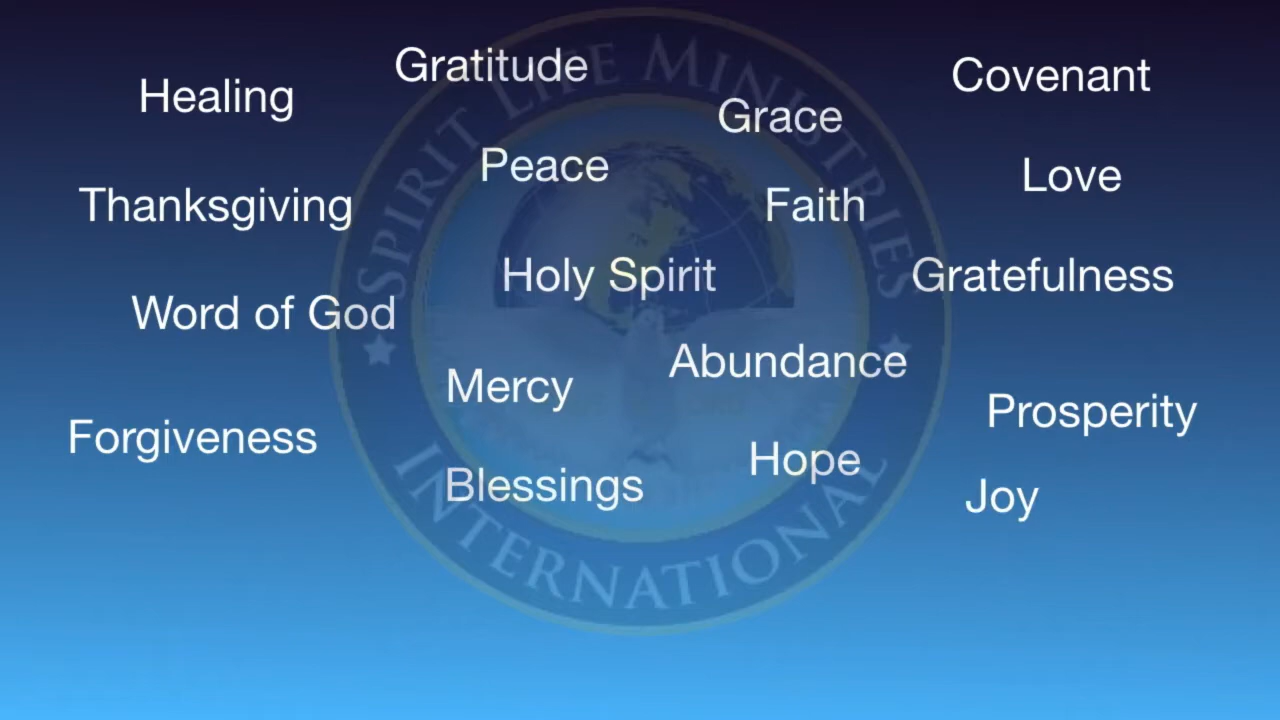 Gratitude
Covenant
Healing
Grace
Peace
Love
Thanksgiving
Faith
Holy Spirit
Gratefulness
Word of God
Abundance
Mercy
Prosperity
Forgiveness
Hope
Blessings
Joy
SPIRIT LIFE MINISTRIES
INTERNATIONAL